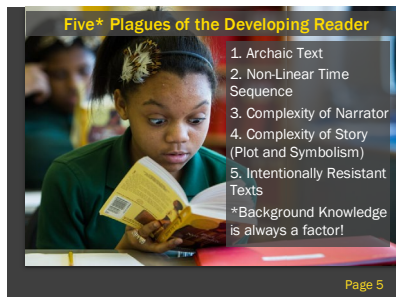 Five* Plagues of the Developing Reader
1. Archaic Text
2. Non-Linear Time
Sequence
3. Complexity of Narrator
4. Complexity of Story
(Plot and Symbolism)
5. Intentionally Resistant
Texts
*Background Knowledge
is always a factor!
Page 5